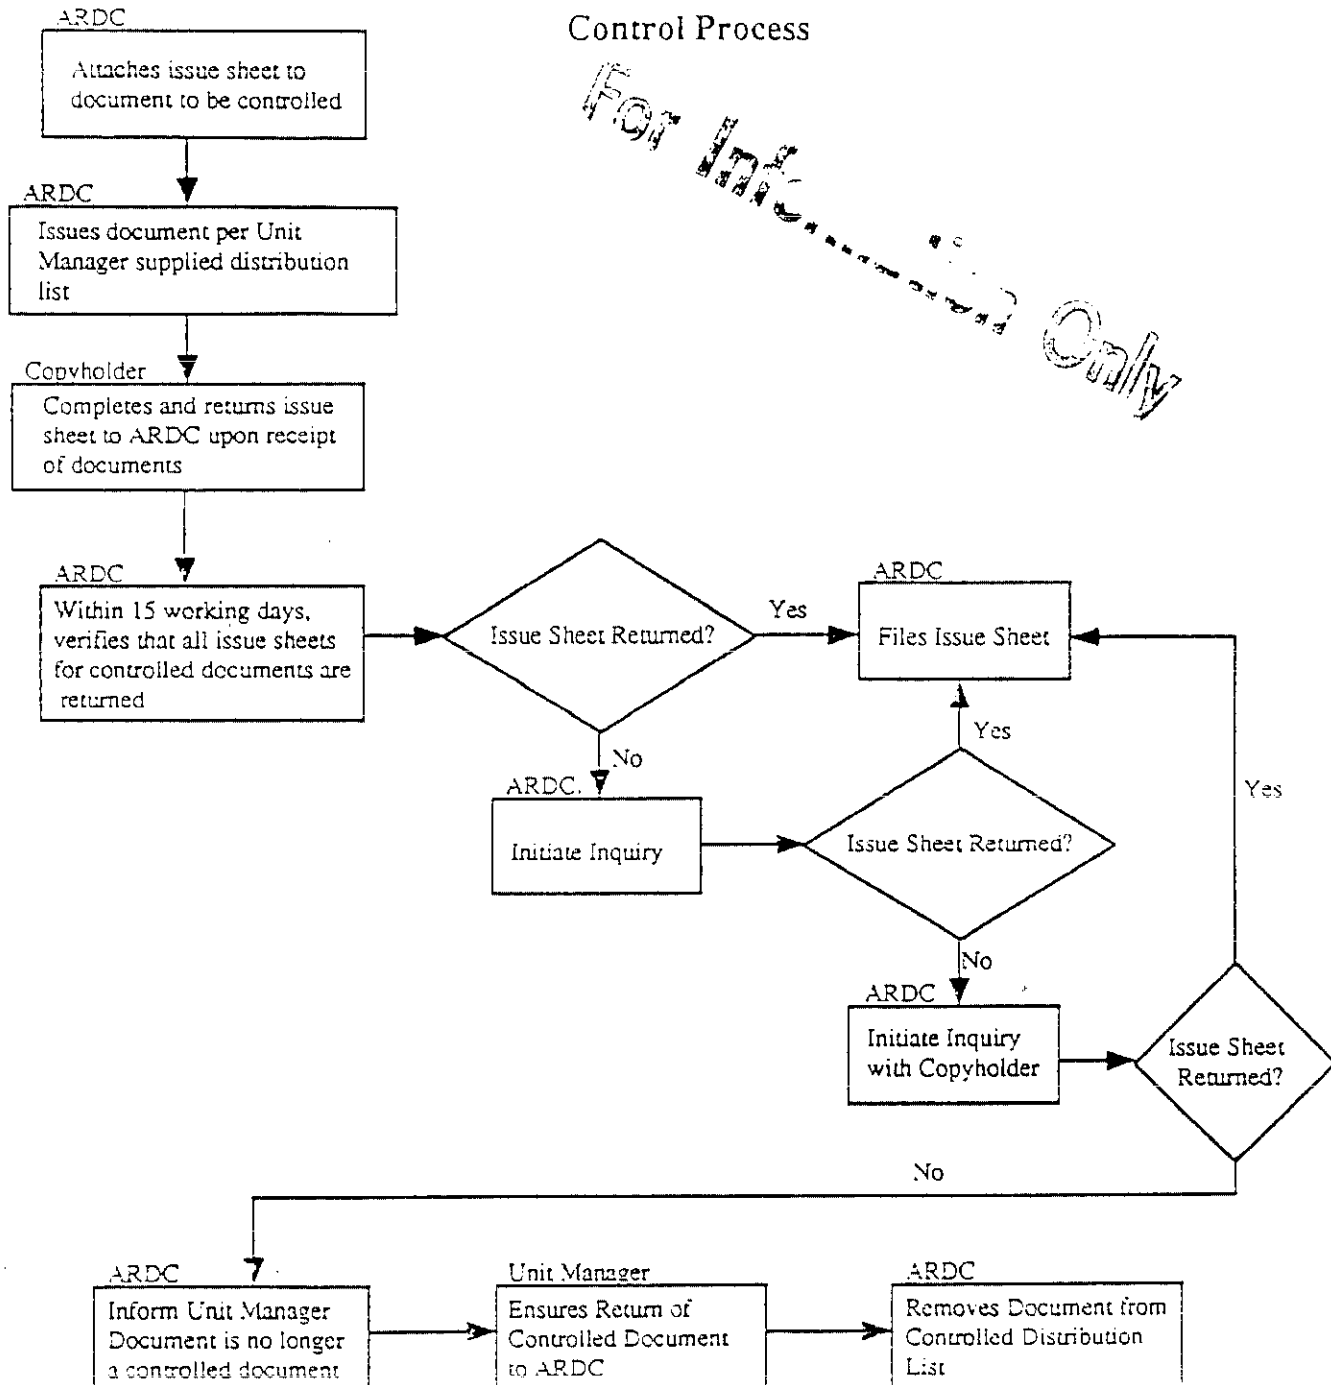 Control Process
ARDC
Attaches issue sheet to
document to be controlled
For
Only
ARDC
Issues document per Unit
Manager supplied distribution
list
Copyholder
Completes and returns issue
sheet to ARDC upon receipt
of documents
ARDC
Within 15 working days,
verifies that all issue sheets
for controlled documents are
returned
Issue Sheet Returned?
Yes
ARDC
Files Issue Sheet
No
ARDC.
Initiate Inquiry
Yes
Issue Sheet Returned?
Yes
No
ARDC
Initiate Inquiry
with Copyholder
Issue Sheet
Returned?
No
ARDC
Inform Unit Manager
Document is no longer
a controlled document
Unit Manager
Ensures Return of
Controlled Document
to ARDC
ARDC
Removes Document from
Controlled Distribution
List